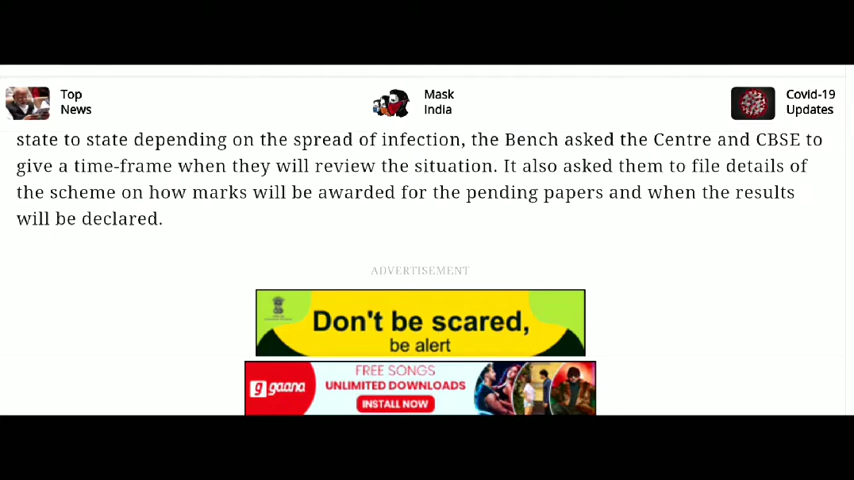 Top
News
Mask
India
Covid-19
Updates
state to state depending on the spread of infection, the Bench asked the Centre and CBSE to
give a time-frame when they will review the situation. It also asked them to file details of
the scheme on how marks will be awarded for the pending papers and when the results
will be declared.
ADVERTISEMENT
Don't be scared,
be alert
FREE SONGS
g gaana
UNLIMITED DOWNLOADS
INSTALL NOW